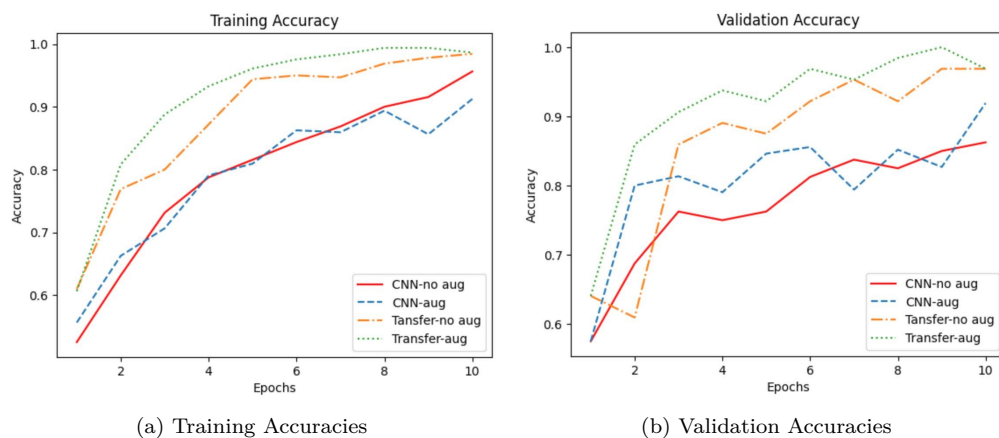 Training Accuracy
1.0
0.9
0.8
0.7
0.6
Accuracy
2 4 6 8 10
Epochs
CNN-no aug
CNN-aug
Tansfer-no aug
Transfer-aug
(a) Training Accuracies
Validation Accuracy
1.0
0.9
0.8
0.7
0.6
Accuracy
2 4 6 8 10
Epochs
CNN-no aug
CNN-aug
Tansfer-no aug
Transfer-aug
(b) Validation Accuracies